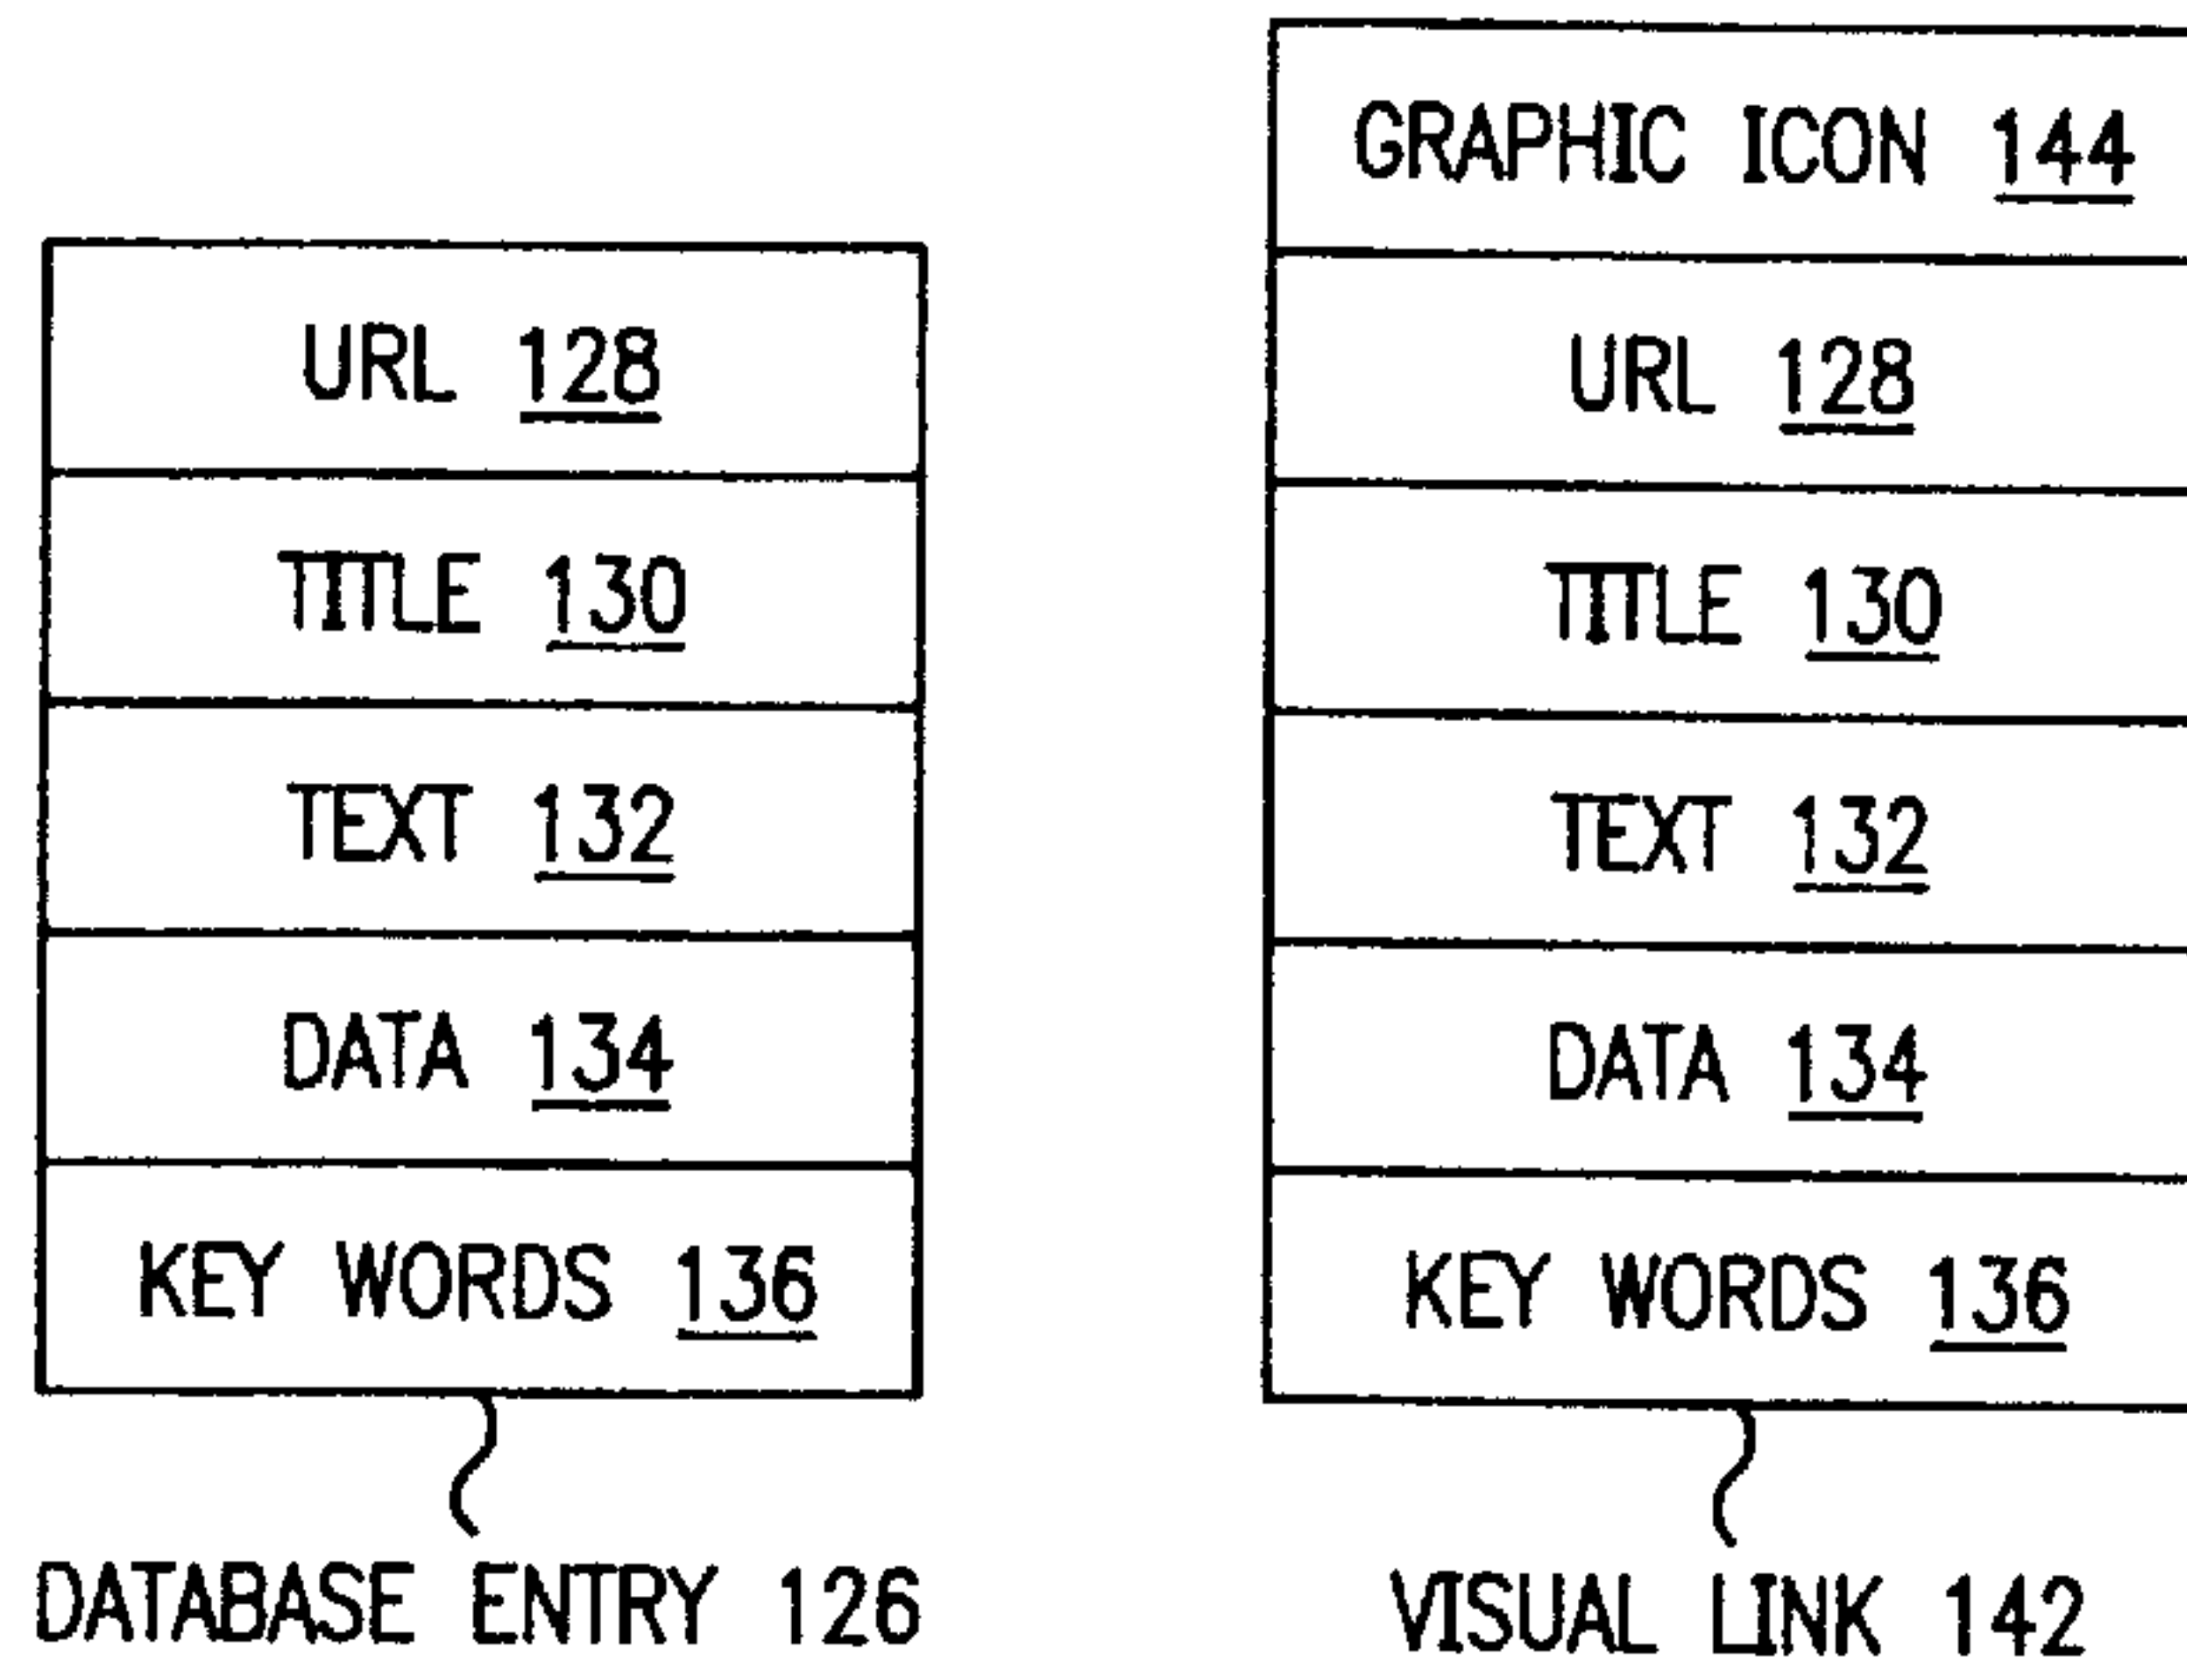 URL 128
TITLE 130
TEXT 132
DATA 134
KEY WORDS 136
DATABASE ENTRY 126
GRAPHIC ICON 144
URL 128
TITLE 130
TEXT 132
DATA 134
KEY WORDS 136
VISUAL LINK 142